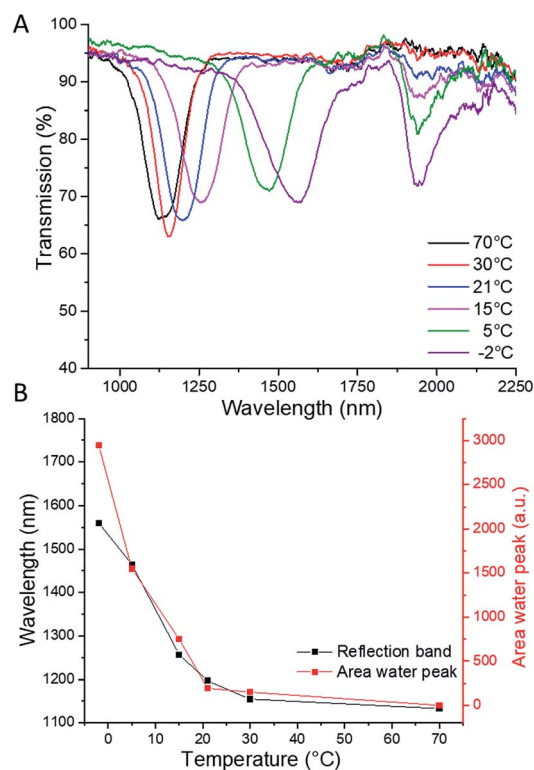 A
100
90
80
70
60
50
40
Transmission (%)
70°C
30°C
21°C
15°C
5°C
-2°C
1000 1250 1500 1750 2000 2250
Wavelength (nm)
B
1800
1700
1600
1500
1400
1300
1200
1100
Wavelength (nm)
3000
2500
2000
1500
1000
500
0
Area water peak (a.u.)
Reflection band
Area water peak
0 10 20 30 40 50 60 70
Temperature (°C)